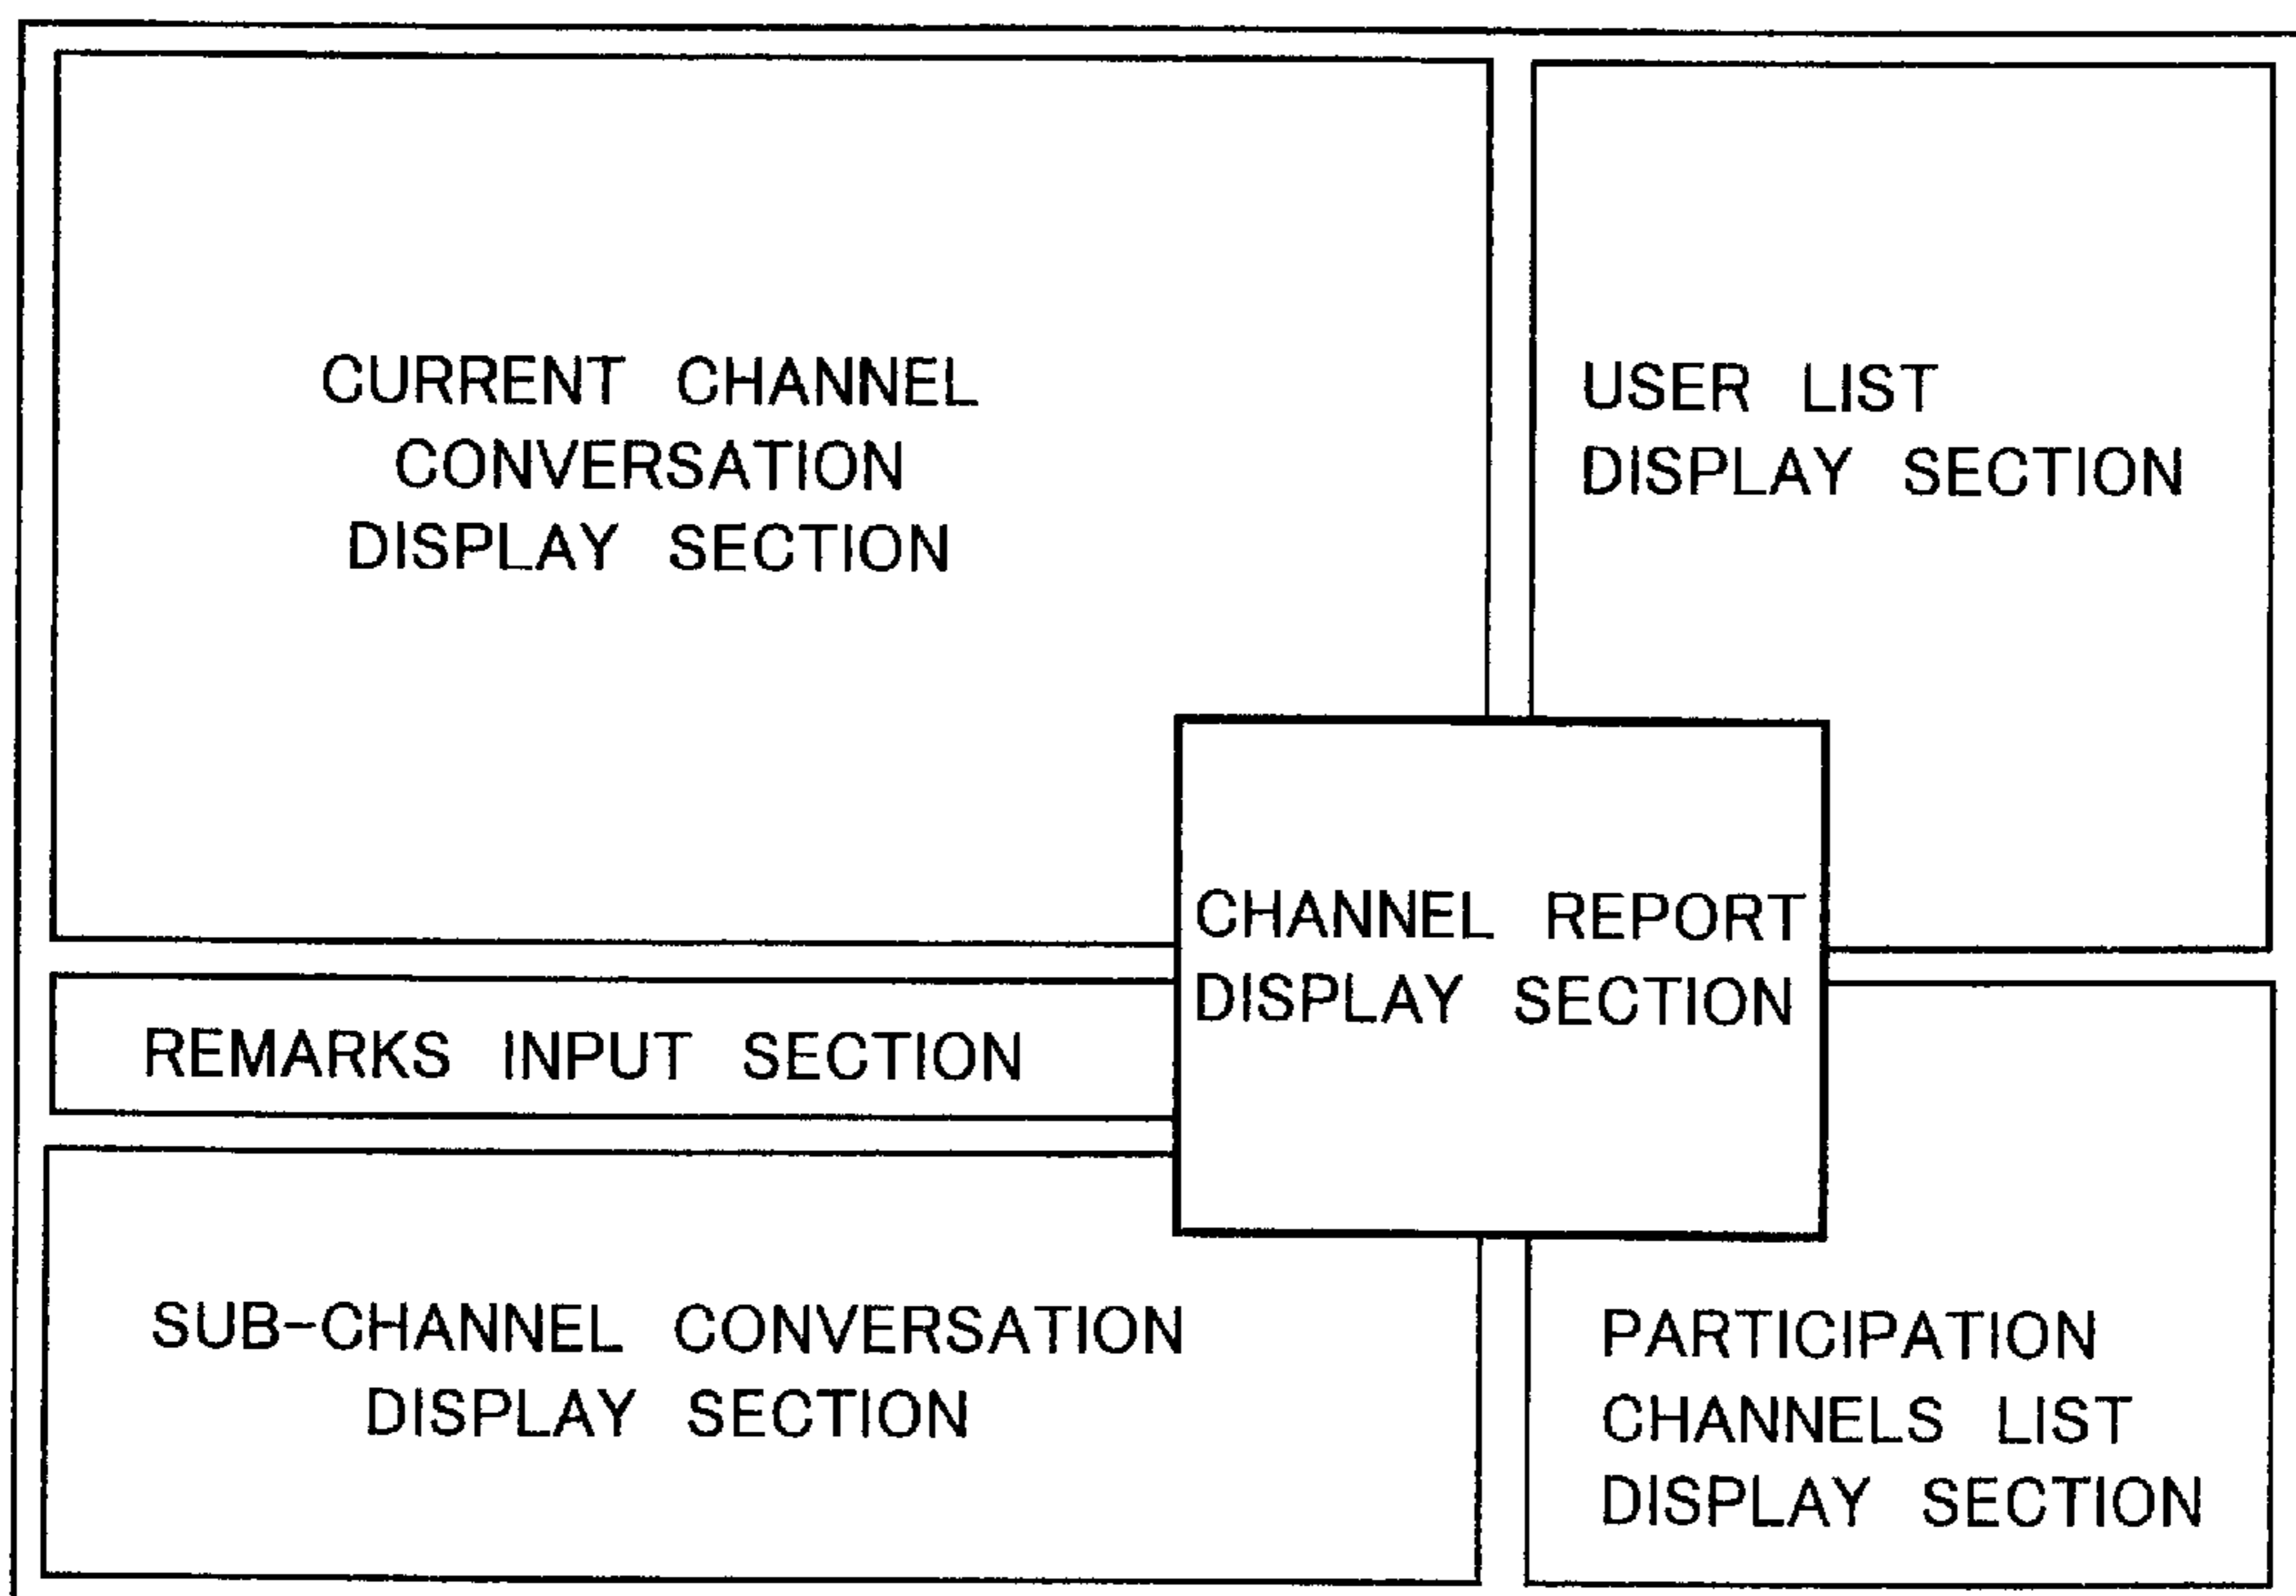 CURRENT CHANNEL
CONVERSATION
DISPLAY SECTION
USER LIST
DISPLAY SECTION
CHANNEL REPORT
DISPLAY SECTION
REMARKS INPUT SECTION
SUB-CHANNEL CONVERSATION
DISPLAY SECTION
PARTICIPATION
CHANNELS LIST
DISPLAY SECTION